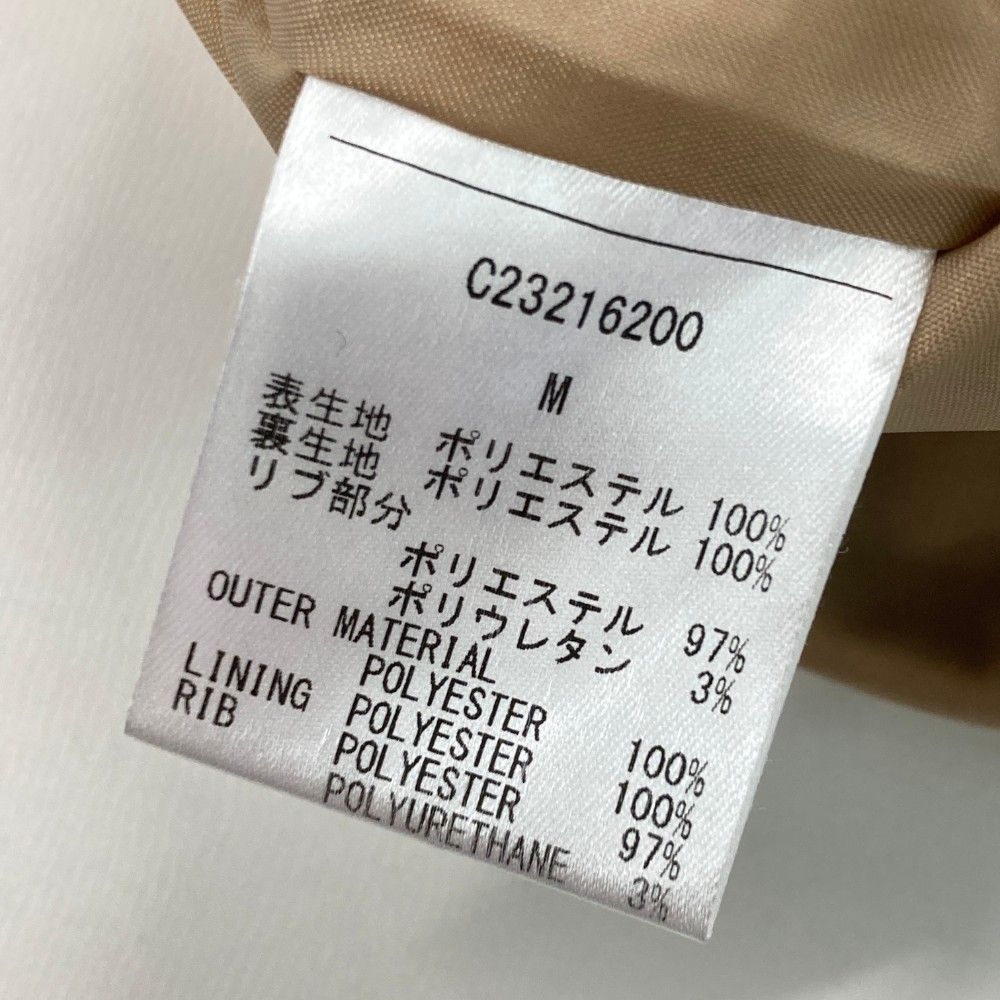 C23216200
M
表生地 ポリエステル 100%
裏生地 ポリエステル 100%
リブ部分
ポリエステル 97%
ポリウレタン 3%
OUTER MATERIAL
POLYESTER 100%
LINING POLYESTER 100%
RIB POLYESTER 97%
POLYURETHANE 3%